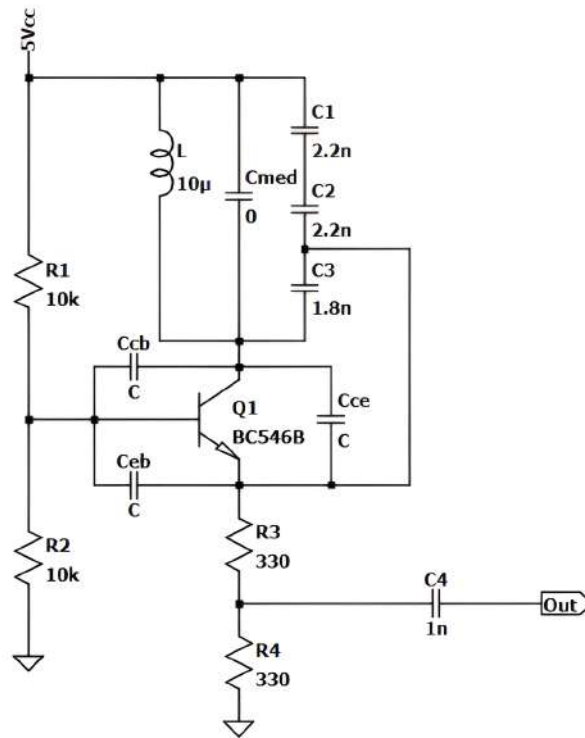 5Vcc
C1
2.2n
L
10µ
Cmed
0
C2
2.2n
C3
1.8n
R1
10k
Ccb
C
Q1
BC546B
Cce
C
Ceb
C
R2
10k
R3
330
C4
1n
Out
R4
330